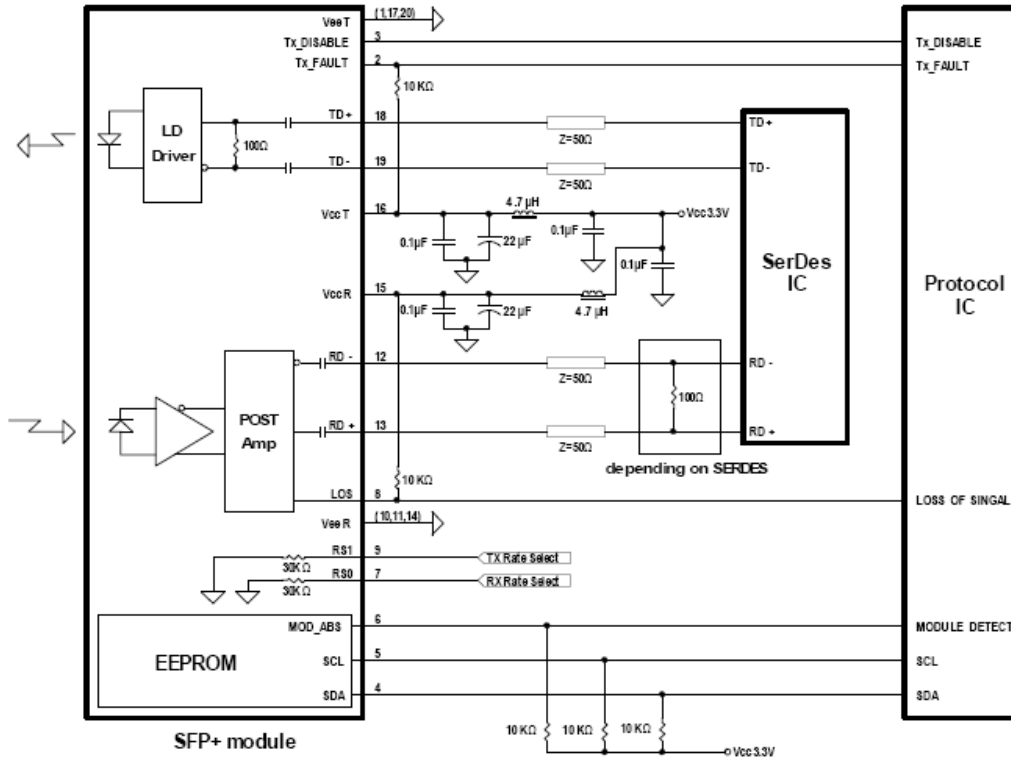 VeeT (1,17,20)
Tx_DISABLE 3 Tx_DISABLE
Tx_FAULT 2 Tx_FAULT
10 KΩ
LD
Driver
100Ω
TD+ 18 TD+
Z=50Ω
TD- 19 TD-
Z=50Ω
4.7 µH
VccT 16 Vcc3.3V
0.1µF 22 µF 0.1µF
0.1µF
SerDes
IC
Protocol
IC
VccR 15
4.7 µH
0.1µF 22 µF
RD - 12 RD -
Z=50Ω
100Ω
POST
Amp
RD + 13 RD +
Z=50Ω
depending on SERDES
10 KΩ
LOS 8 LOSS OF SINGAL
VeeR (10,11,14)
RS1 9 TX Rate Select
30KΩ
RS0 7 RX Rate Select
30KΩ
MOD_ABS 6 MODULE DETECT
EEPROM
SCL 5 SCL
SDA 4 SDA
10 KΩ 10 KΩ 10 KΩ
Vcc3.3V
SFP+ module